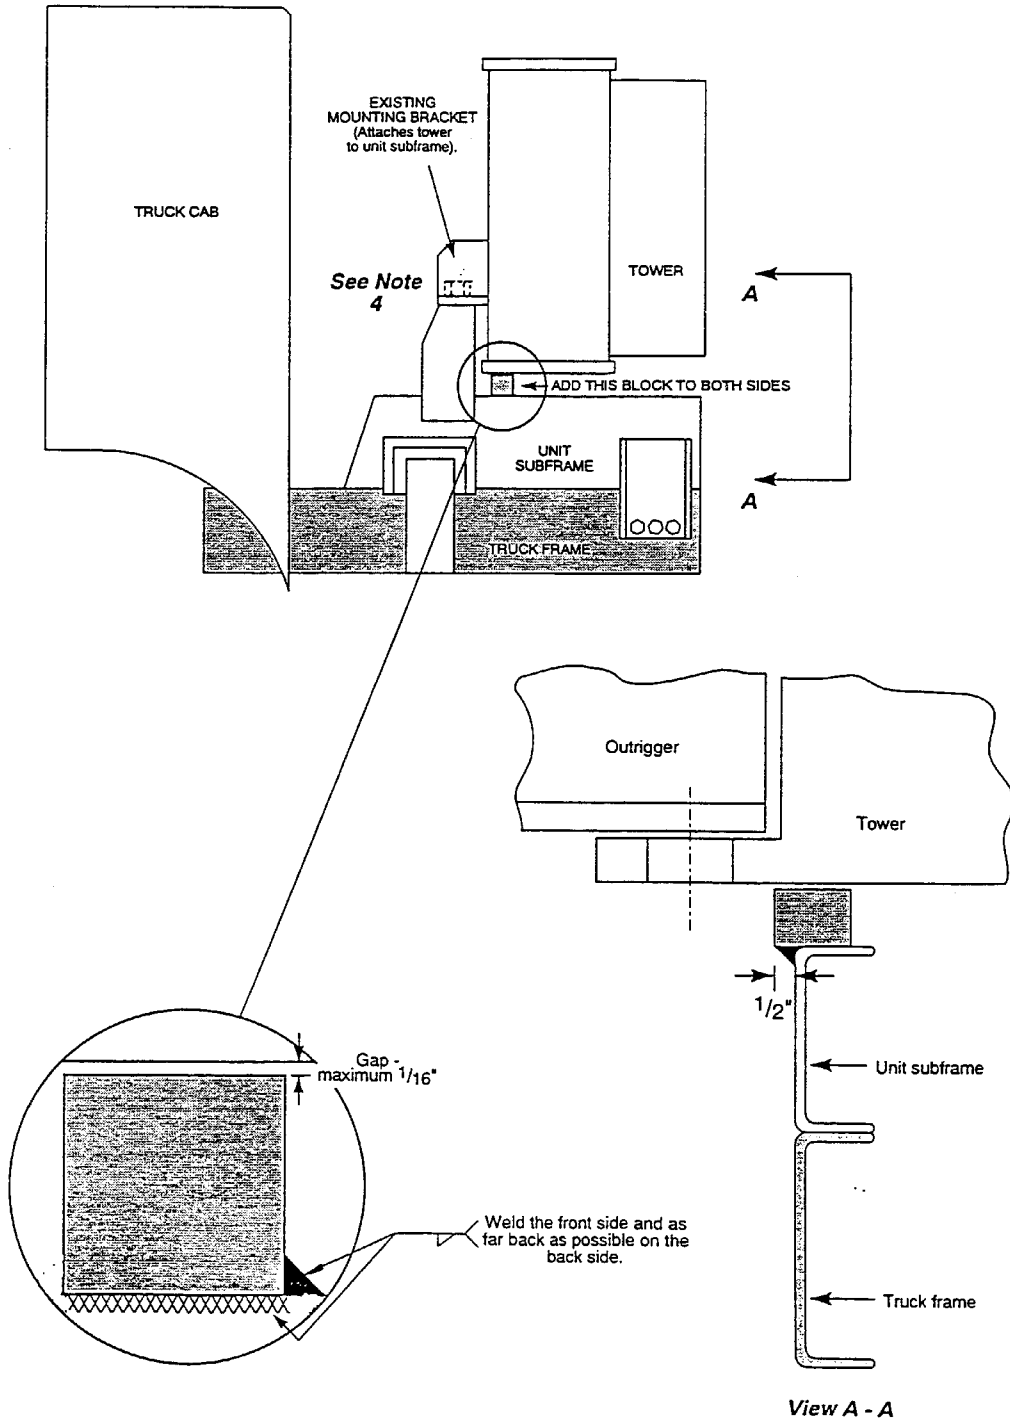 EXISTING
MOUNTING BRACKET
(Attaches tower
to unit subframe).
TRUCK CAB
See Note
4
TOWER
A
ADD THIS BLOCK TO BOTH SIDES
UNIT
SUBFRAME
A
TRUCK FRAME
Outrigger
Tower
1/2"
Gap -
maximum 1/16"
Unit subframe
Weld the front side and as
far back as possible on the
back side.
Truck frame
View A - A